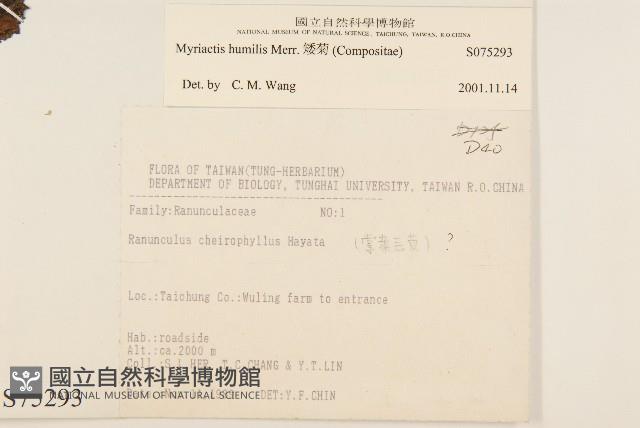 國立自然科學博物館
NATIONAL MUSEUM OF NATURAL SCIENCE, TAICHUNG, TAIWAN, R.O.CHINA
Myriactis humilis Merr. 矮菊 (Compositae) S075293
Det. by C. M. Wang 2001.11.14
D40
FLORA OF TAIWAN(TUNG-HERBARIUM)
DEPARTMENT OF BIOLOGY, TUNGHAI UNIVERSITY, TAIWAN R.O.CHINA
Family:Ranunculaceae NO:1
Ranunculus cheirophyllus Hayata ( ) ?
Loc.:Taichung Co.:Wuling farm to entrance
Hab.:roadside
Alt.:ca.2000 m
Coll.:S.L.HER, T.C.CHANG & Y.T.LIN
國立自然科學博物館
NATIONAL MUSEUM OF NATURAL SCIENCE
DET:Y.F.CHIN
S075293